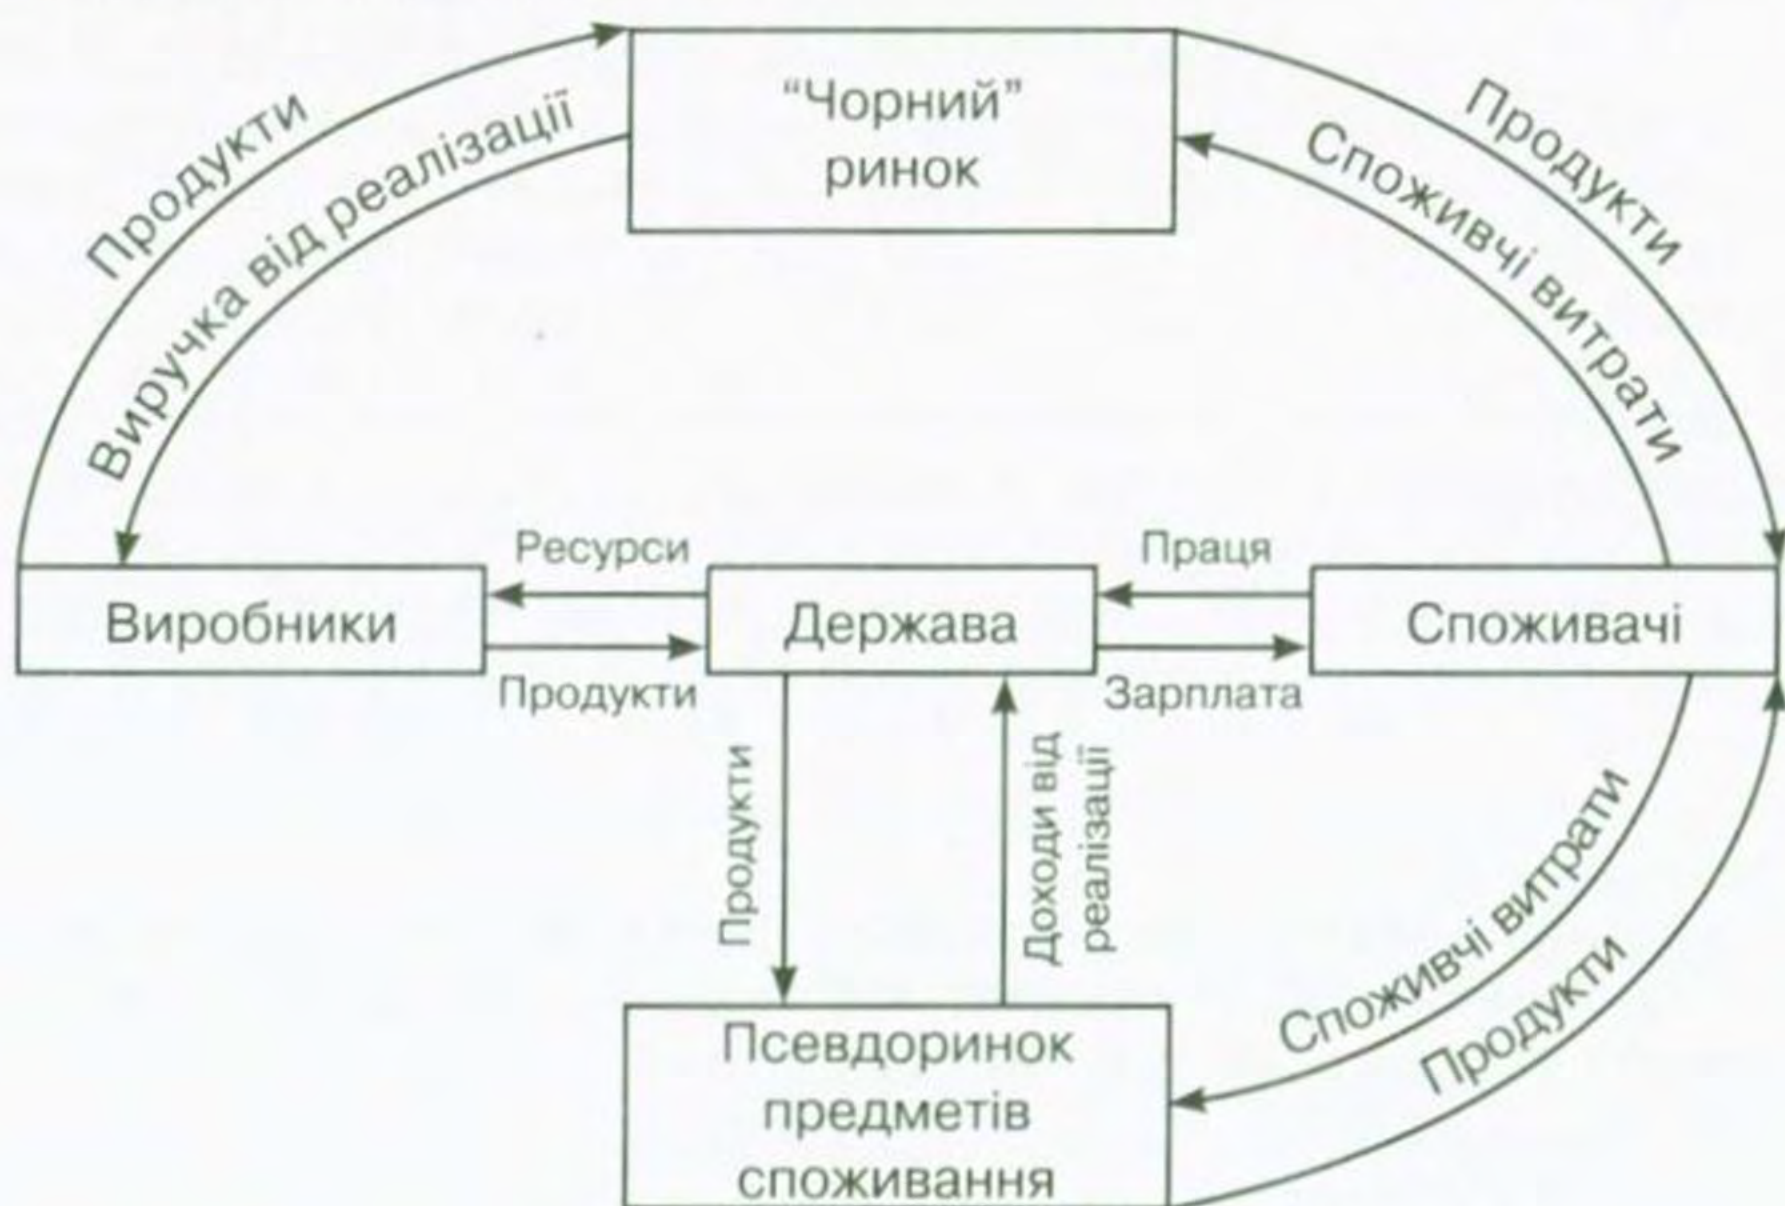 “Чорний”
ринок
Продукти
Виручка від реалізації
Продукти
Споживчі витрати
Ресурси
Праця
Виробники
Держава
Споживачі
Продукти
Зарплата
Продукти
Доходи від
реалізації
Споживчі витрати
Продукти
Псевдоринок
предметів
споживання